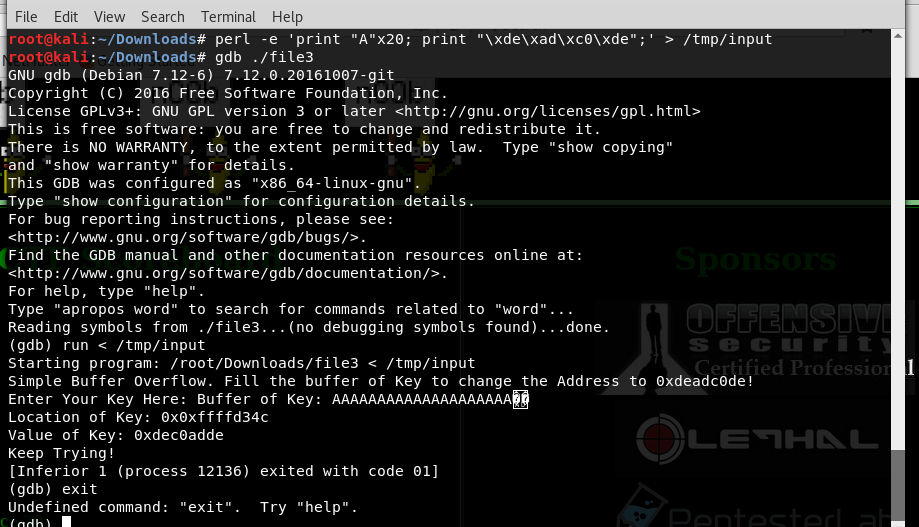 File Edit View Search Terminal Help
root@kali:~/Downloads# perl -e 'print "A"x20; print "\xde\xad\xc0\xde";' > /tmp/input
root@kali:~/Downloads# gdb ./file3
GNU gdb (Debian 7.12-6) 7.12.0.20161007-git
Copyright (C) 2016 Free Software Foundation, Inc.
License GPLv3+: GNU GPL version 3 or later <http://gnu.org/licenses/gpl.html>
This is free software: you are free to change and redistribute it.
There is NO WARRANTY, to the extent permitted by law.  Type "show copying"
and "show warranty" for details.
This GDB was configured as "x86_64-linux-gnu".
Type "show configuration" for configuration details.
For bug reporting instructions, please see:
<http://www.gnu.org/software/gdb/bugs/>.
Find the GDB manual and other documentation resources online at:
<http://www.gnu.org/software/gdb/documentation/>.
For help, type "help".
Type "apropos word" to search for commands related to "word"...
Reading symbols from ./file3...(no debugging symbols found)...done.
(gdb) run < /tmp/input
Starting program: /root/Downloads/file3 < /tmp/input
Simple Buffer Overflow. Fill the buffer of Key to change the Address to 0xdeadc0de!
Enter Your Key Here: Buffer of Key: AAAAAAAAAAAAAAAAAAAA
Location of Key: 0x0xffffd34c
Value of Key: 0xdec0adde
Keep Trying!
[Inferior 1 (process 12136) exited with code 01]
(gdb) exit
Undefined command: "exit".  Try "help".
(gdb)
Sponsors
OFFENSIVE
security
Certified Professional
LETHAL
PentesterLab